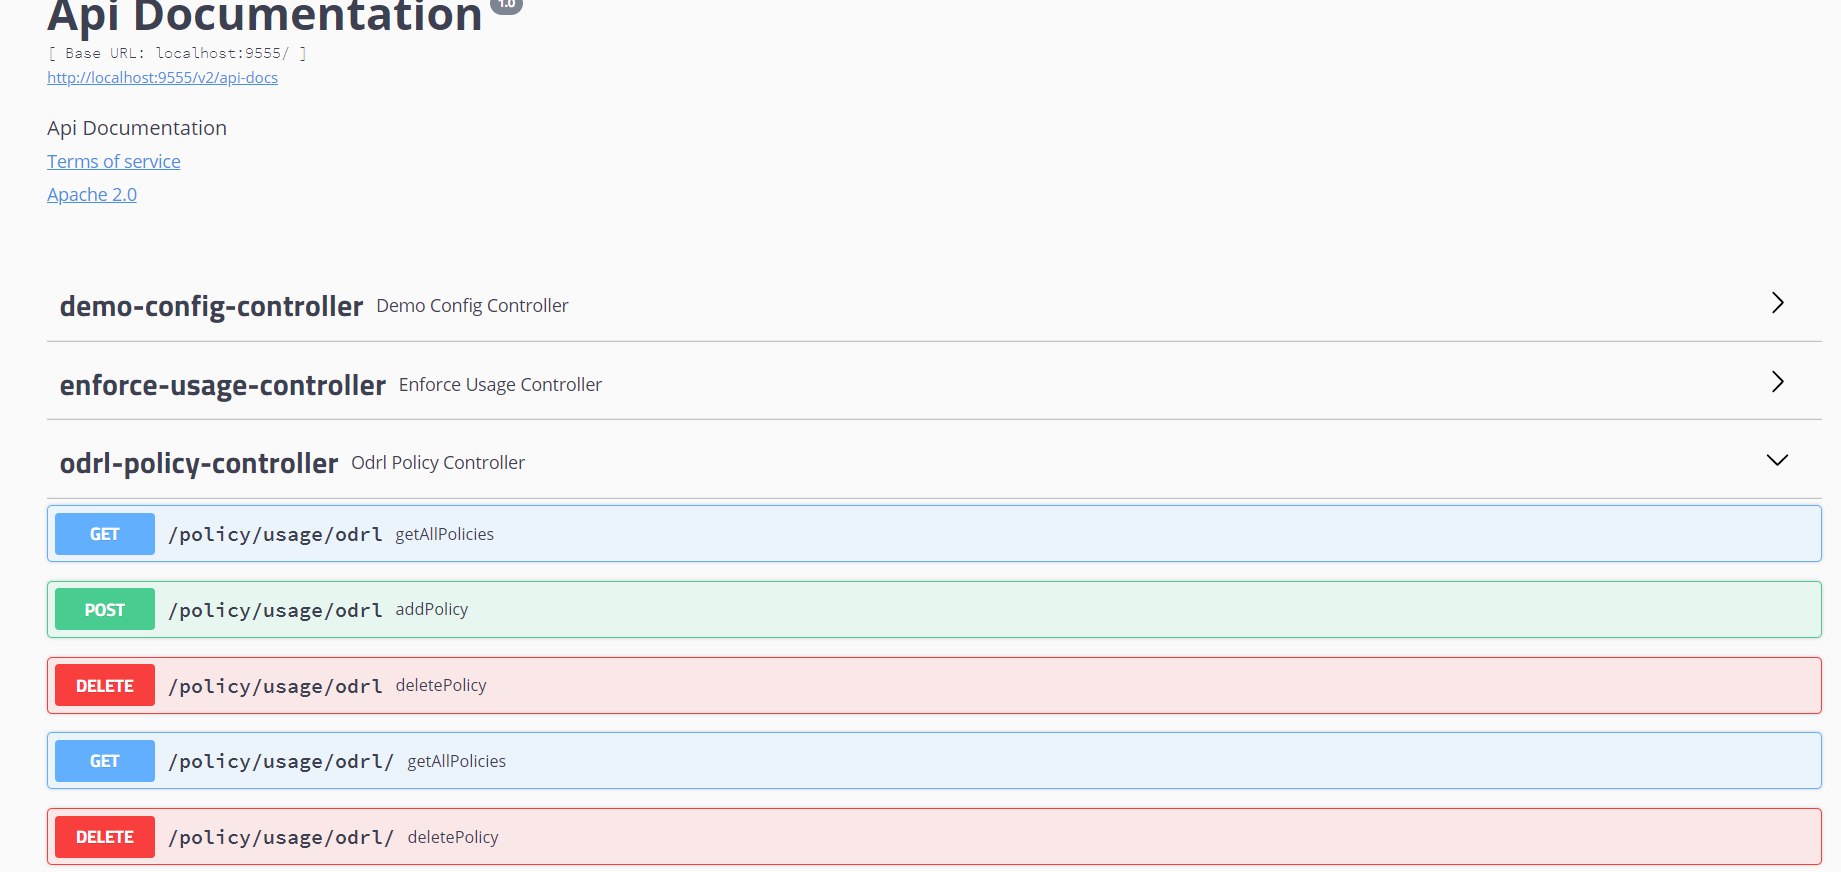 Api Documentation 1.0
[ Base URL: localhost:9555/ ]
http://localhost:9555/v2/api-docs
Api Documentation
Terms of service
Apache 2.0
demo-config-controller Demo Config Controller
enforce-usage-controller Enforce Usage Controller
odrl-policy-controller Odrl Policy Controller
GET /policy/usage/odrl getAllPolicies
POST /policy/usage/odrl addPolicy
DELETE /policy/usage/odrl deletePolicy
GET /policy/usage/odrl/ getAllPolicies
DELETE /policy/usage/odrl/ deletePolicy